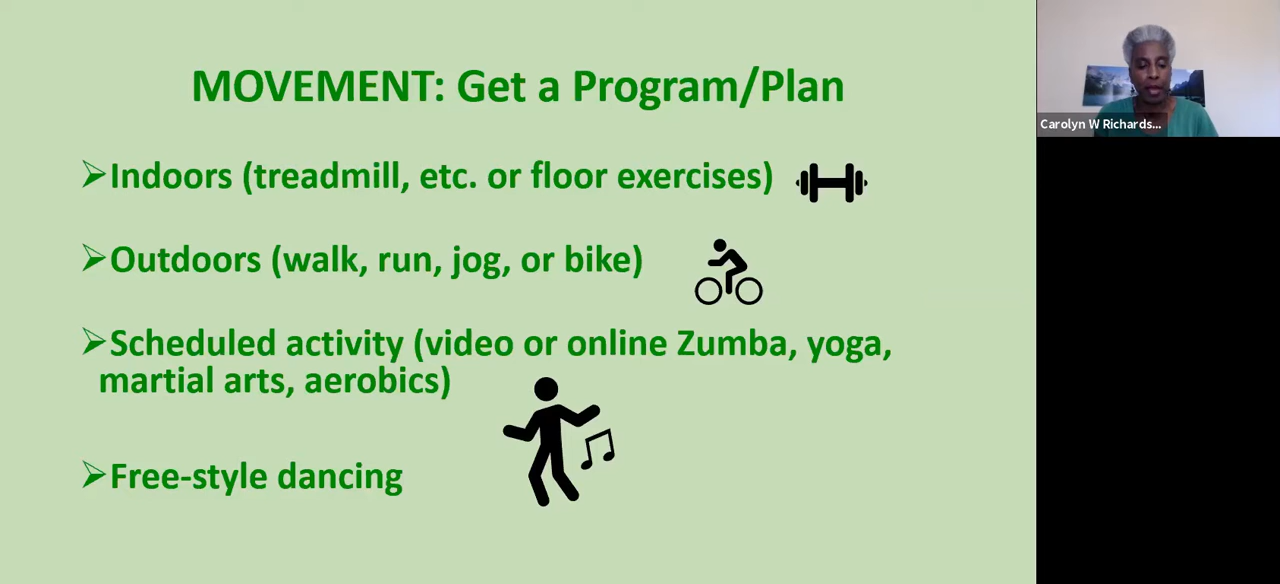 MOVEMENT: Get a Program/Plan
Carolyn W Richards...
➢Indoors (treadmill, etc. or floor exercises)
➢Outdoors (walk, run, jog, or bike)
➢Scheduled activity (video or online Zumba, yoga,
martial arts, aerobics)
➢Free-style dancing